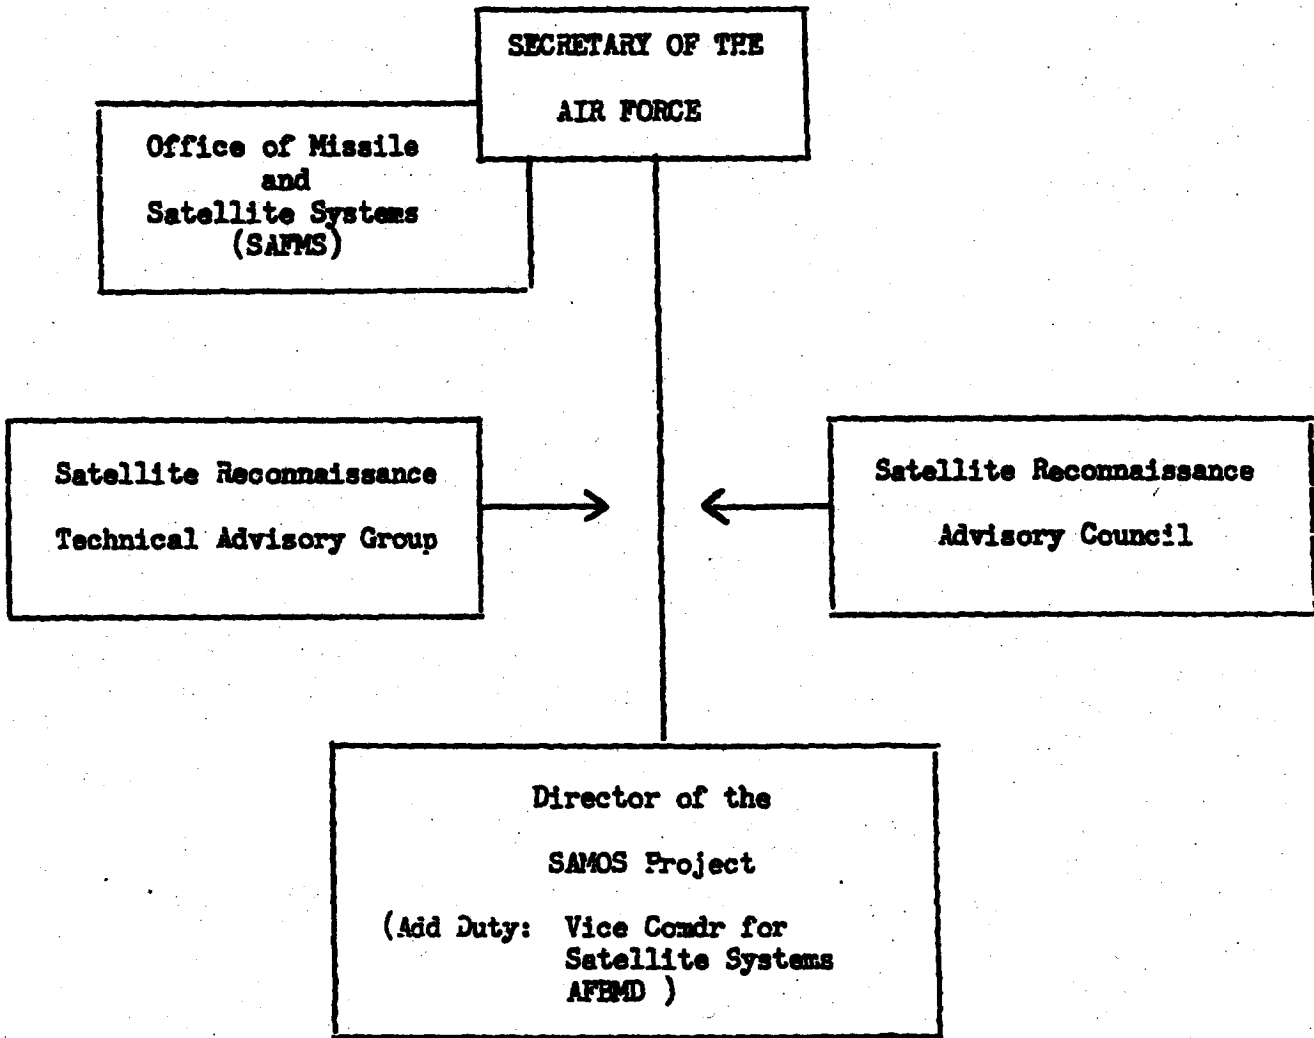 SECRETARY OF THE
AIR FORCE
Office of Missile
and
Satellite Systems
(SAFMS)
Satellite Reconnaissance
Technical Advisory Group
Satellite Reconnaissance
Advisory Council
Director of the
SAMOS Project
(Add Duty: Vice Comdr for
Satellite Systems
AFBMD )